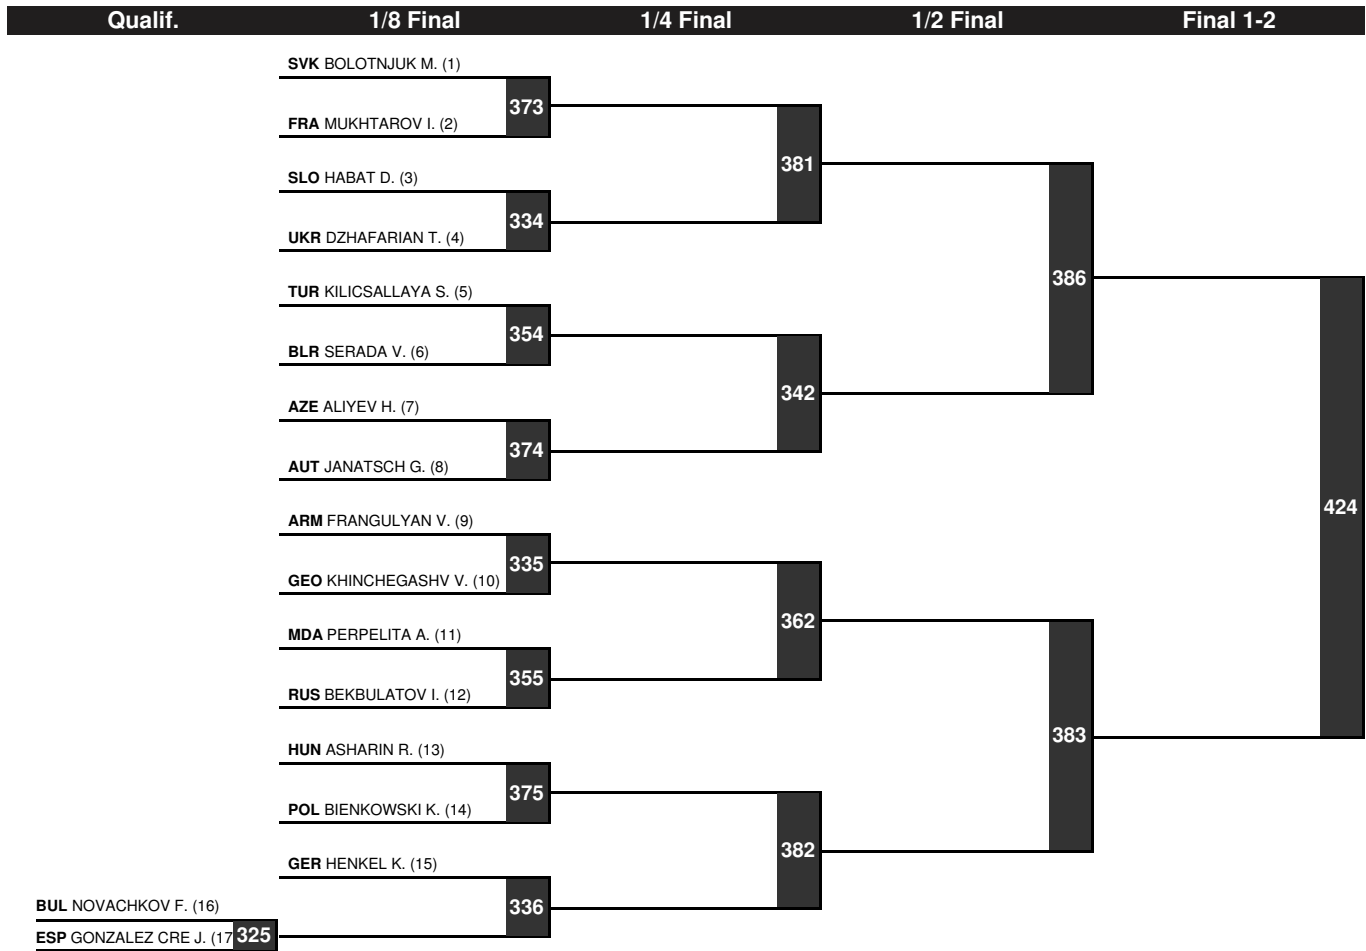 Qualif. 1/8 Final 1/4 Final 1/2 Final Final 1-2
SVK BOLOTNJUK M. (1)
373
FRA MUKHTAROV I. (2)
381
SLO HABAT D. (3)
334
UKR DZHAFARIAN T. (4)
386
TUR KILICSALLAYA S. (5)
354
BLR SERADA V. (6)
342
AZE ALIYEV H. (7)
374
AUT JANATSCH G. (8)
424
ARM FRANGULYAN V. (9)
335
GEO KHINCHEGASHV V. (10)
362
MDA PERPELITA A. (11)
355
RUS BEKBULATOV I. (12)
383
HUN ASHARIN R. (13)
375
POL BIENKOWSKI K. (14)
382
GER HENKEL K. (15)
336
BUL NOVACHKOV F. (16)
ESP GONZALEZ CRE J. (17 325